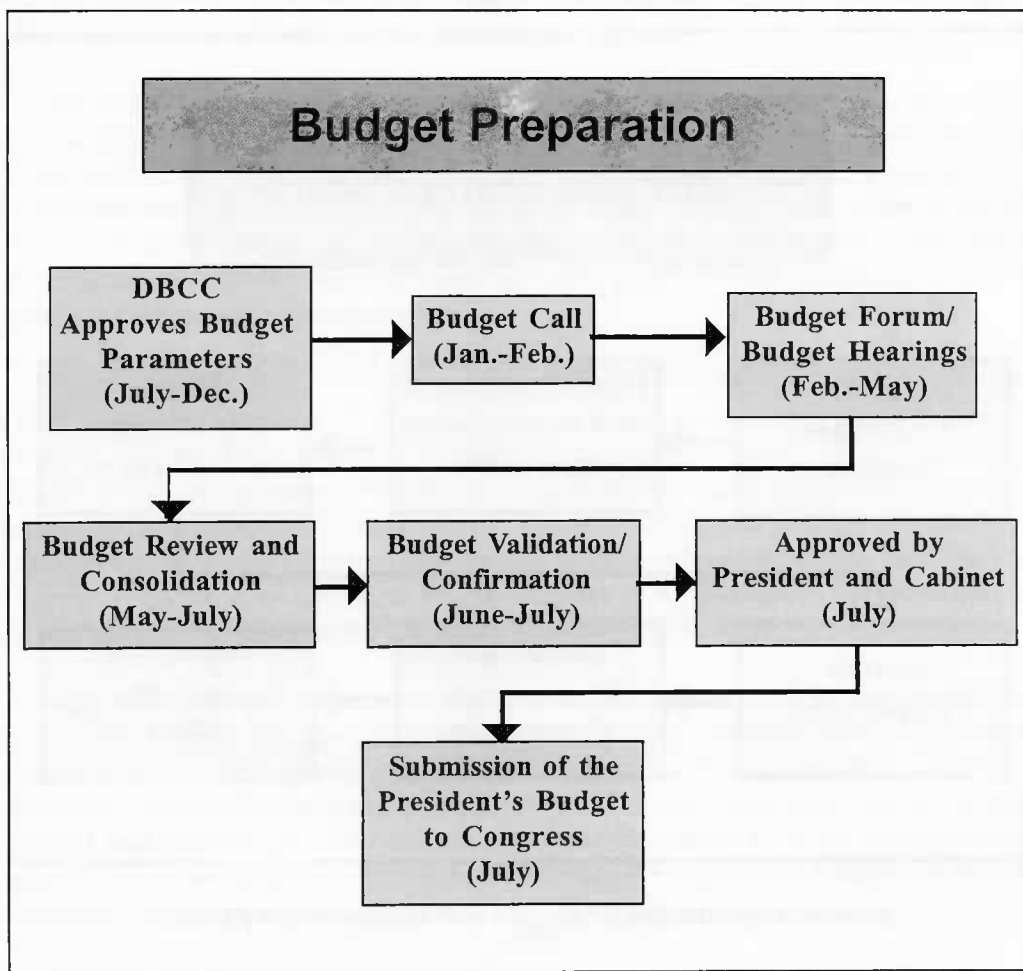 Budget Preparation
DBCC
Approves Budget
Parameters
(July-Dec.)
Budget Call
(Jan.-Feb.)
Budget Forum/
Budget Hearings
(Feb.-May)
Budget Review and
Consolidation
(May-July)
Budget Validation/
Confirmation
(June-July)
Approved by
President and Cabinet
(July)
Submission of the
President's Budget
to Congress
(July)